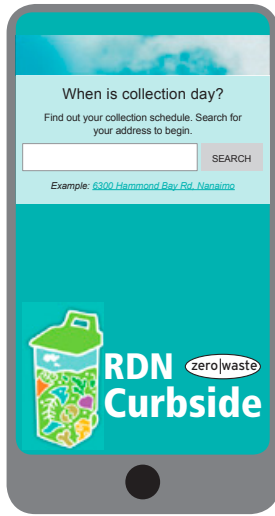 When is collection day?
Find out your collection schedule. Search for
your address to begin.
SEARCH
Example: 6300 Hammond Bay Rd, Nanaimo
RDN zero|waste
Curbside